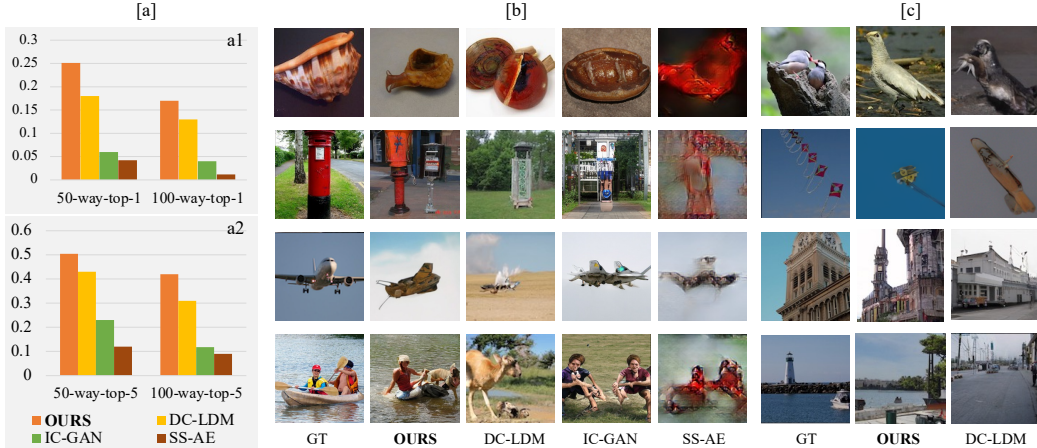 [a]
[b]
[c]
a1
0.3
0.25
0.2
0.15
0.1
0.05
0
50-way-top-1 100-way-top-1
a2
0.6
0.5
0.4
0.3
0.2
0.1
0
50-way-top-5 100-way-top-5
OURS DC-LDM
IC-GAN SS-AE
GT OURS DC-LDM IC-GAN SS-AE
GT OURS DC-LDM